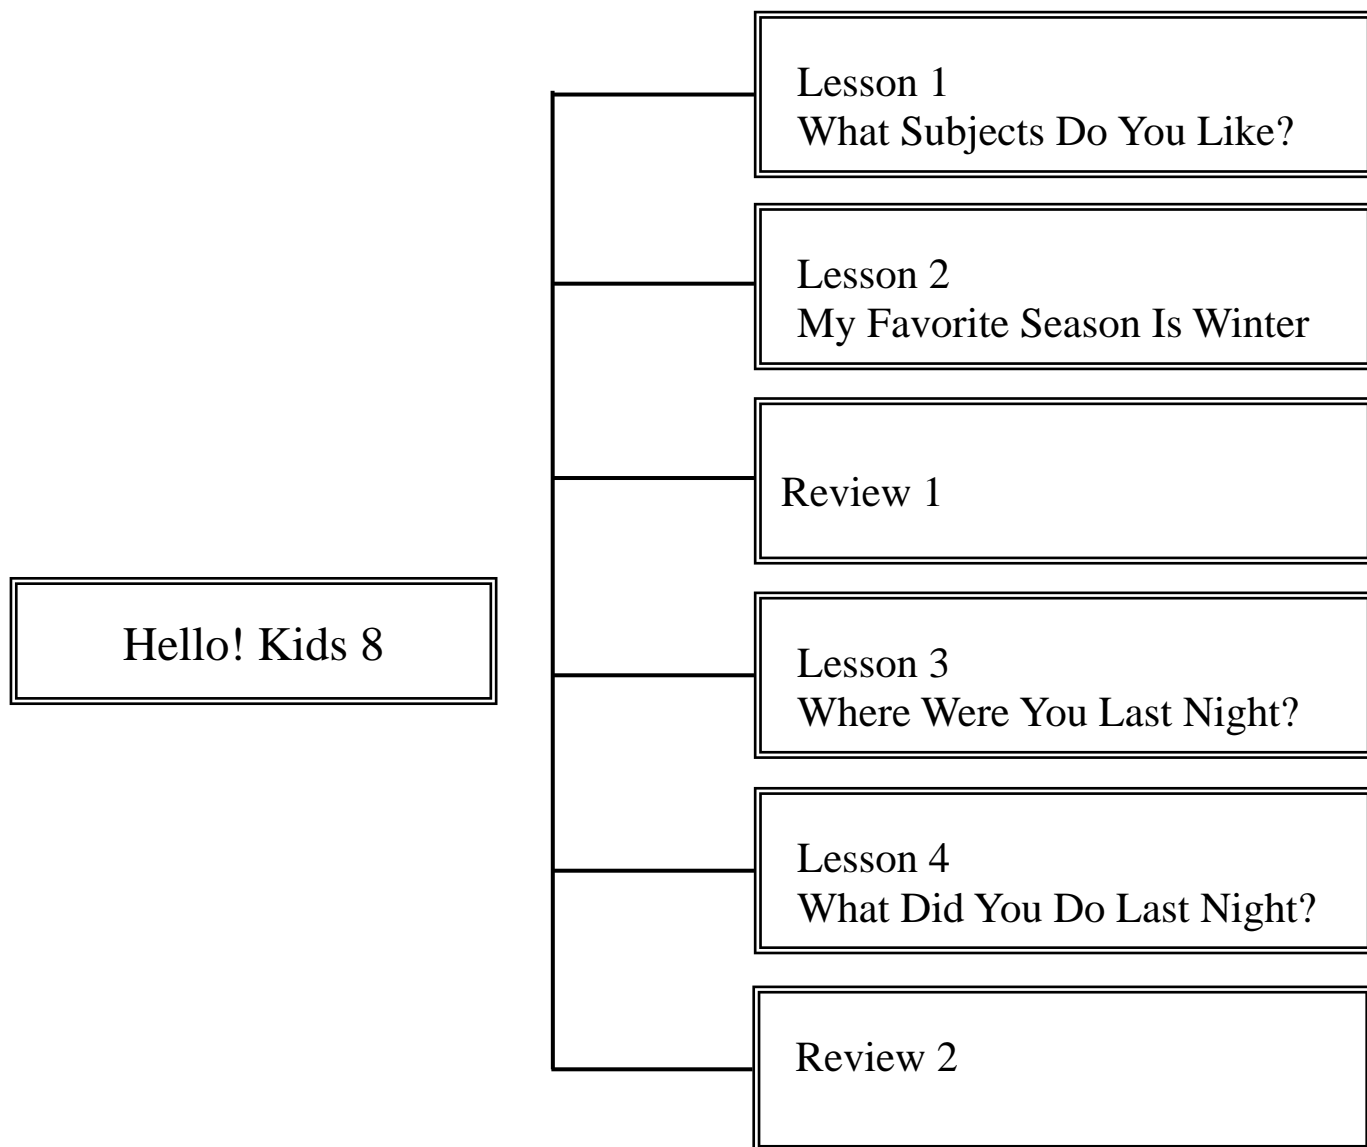 Hello! Kids 8
Lesson 1
What Subjects Do You Like?
Lesson 2
My Favorite Season Is Winter
Review 1
Lesson 3
Where Were You Last Night?
Lesson 4
What Did You Do Last Night?
Review 2